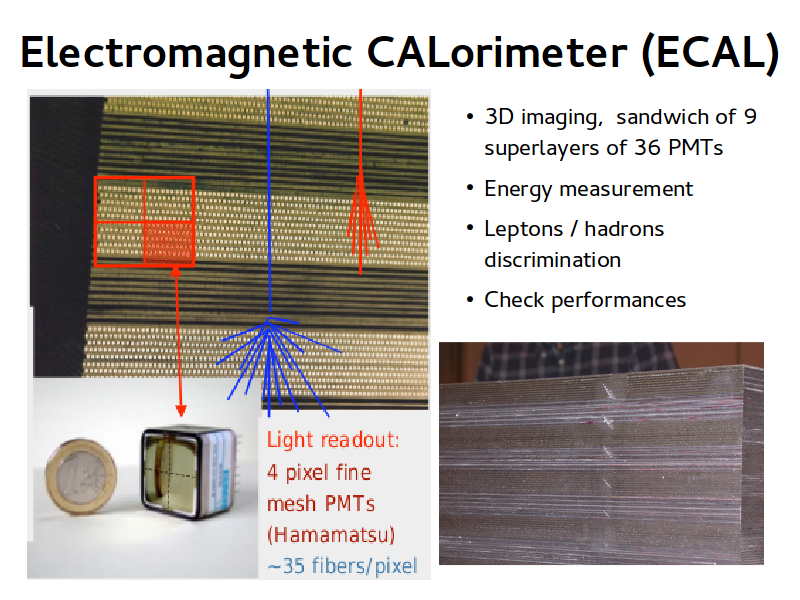 Electromagnetic CALorimeter (ECAL)
• 3D imaging, sandwich of 9
superlayers of 36 PMTs
• Energy measurement
• Leptons / hadrons
discrimination
• Check performances
Light readout:
4 pixel fine
mesh PMTs
(Hamamatsu)
~35 fibers/pixel